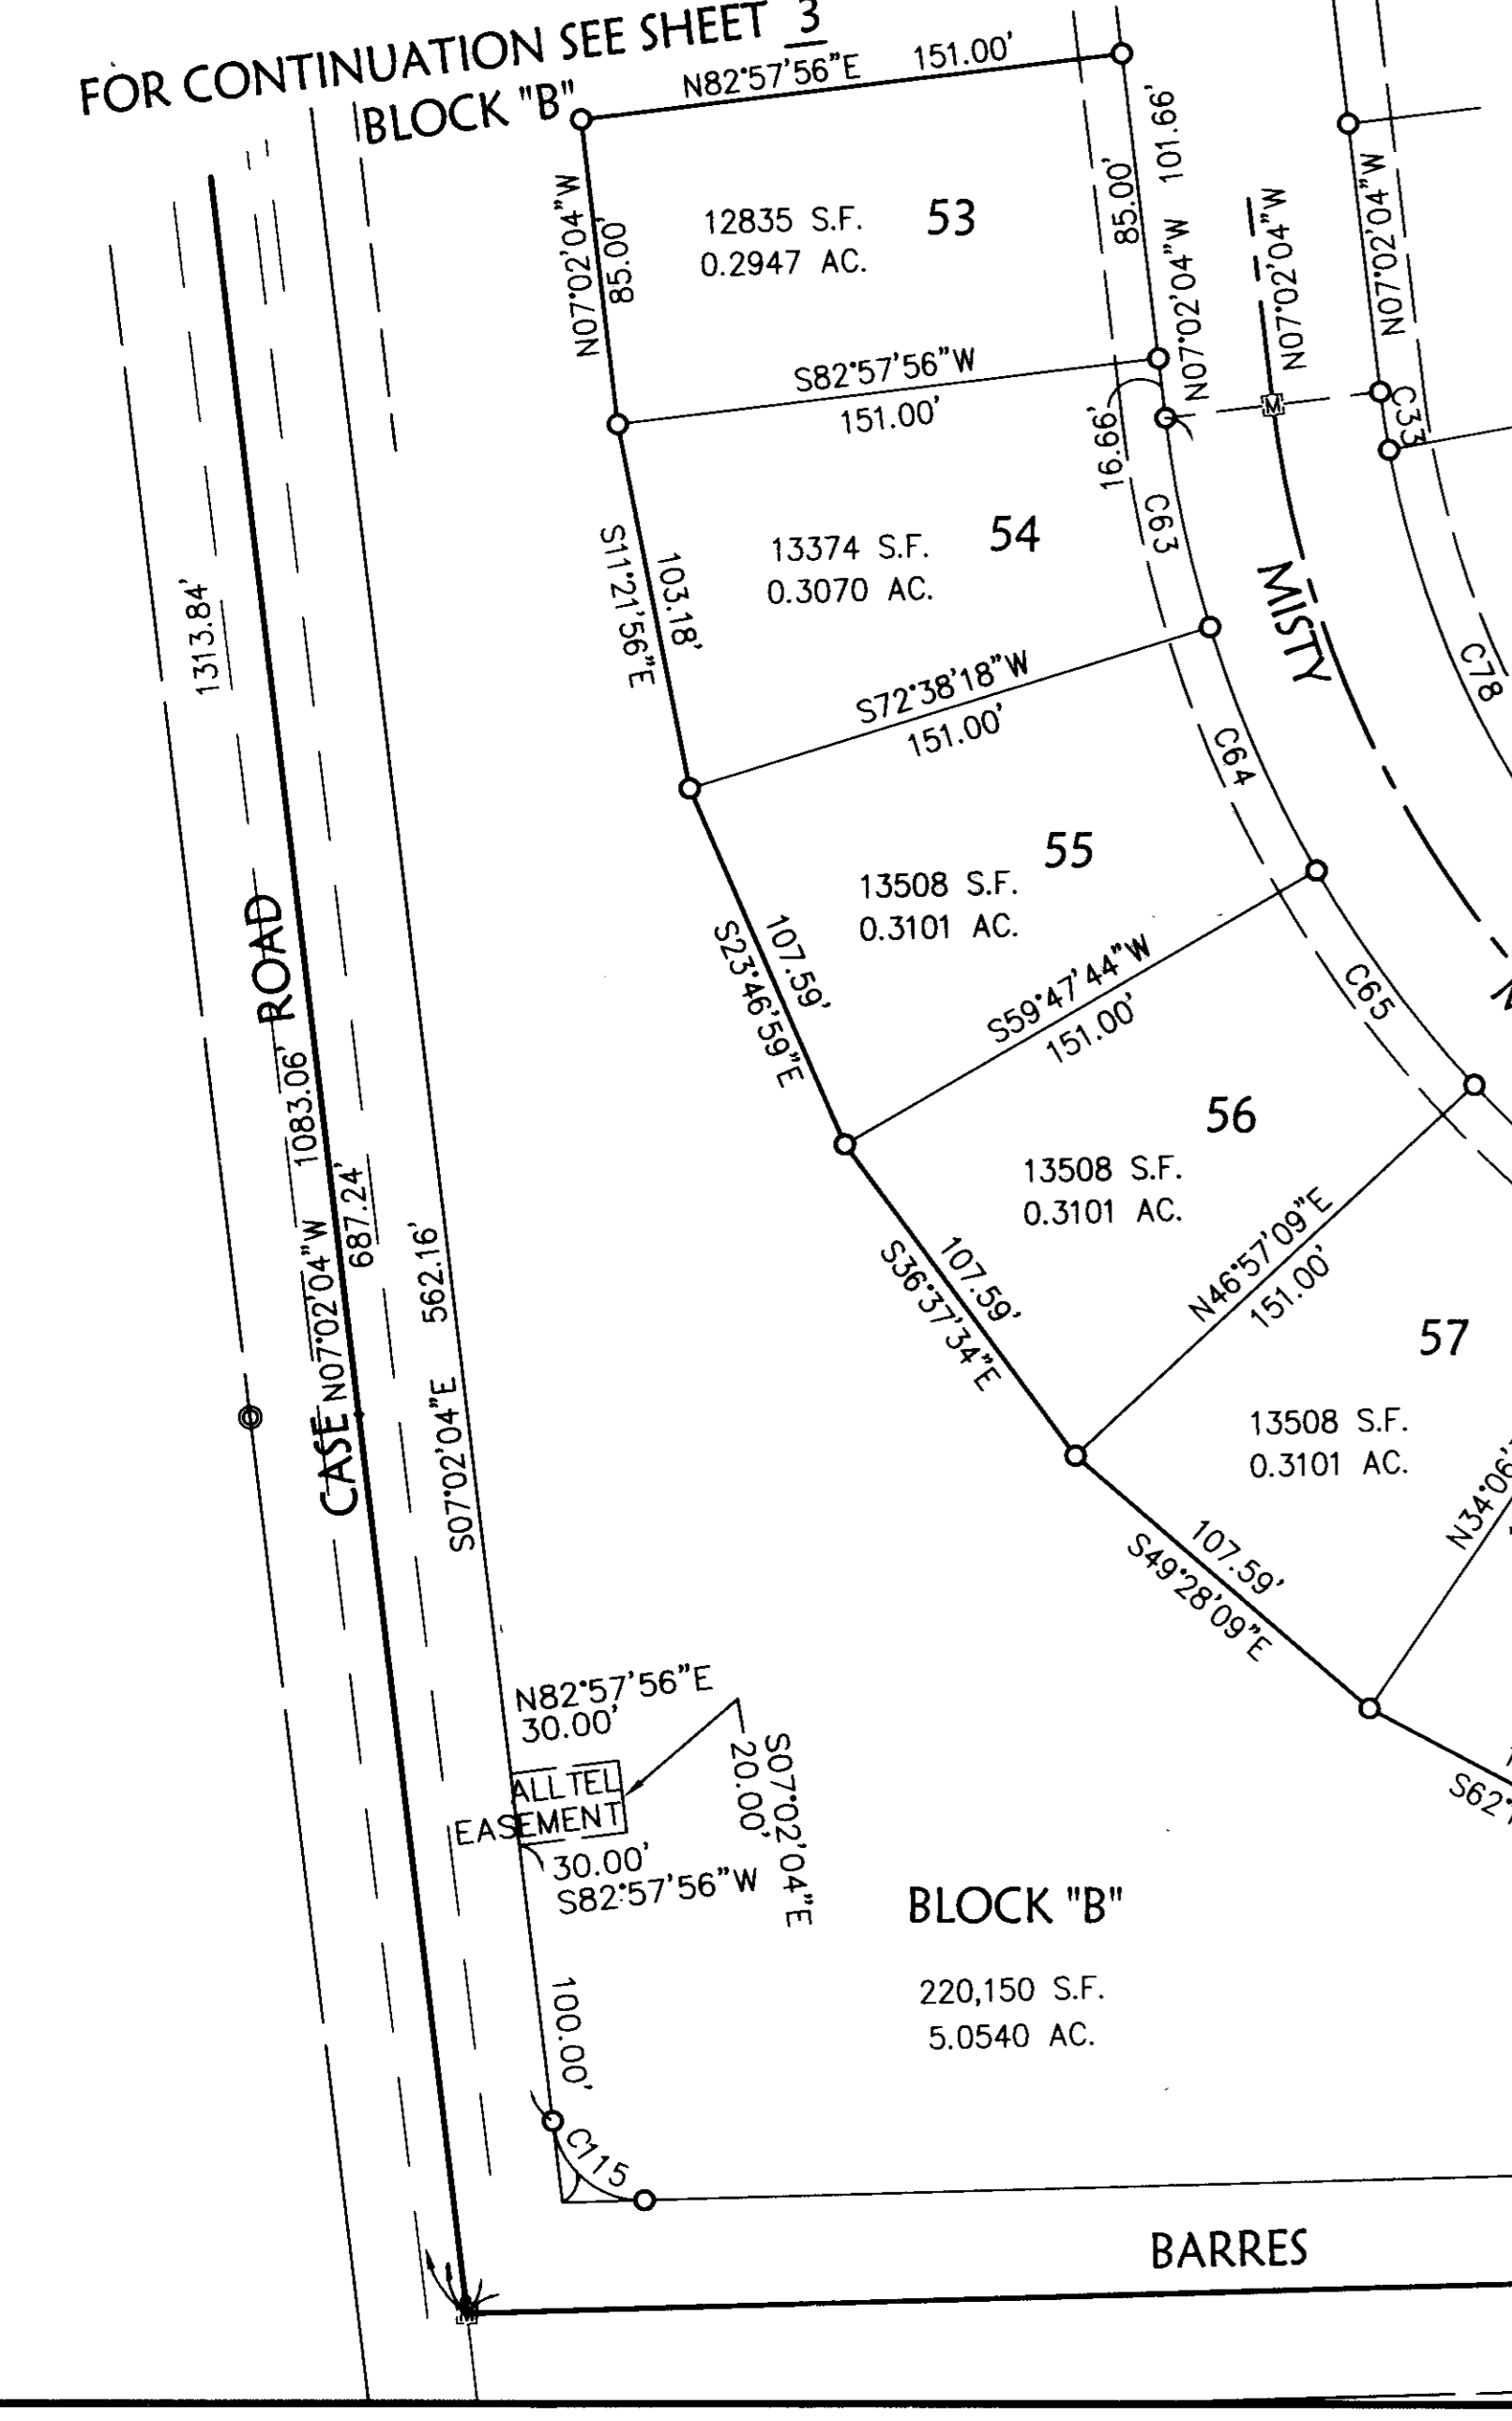 FOR CONTINUATION SEE SHEET 3
BLOCK "B"
N82°57'56"E 151.00'
N07°02'04"W
85.00'
12835 S.F.
0.2947 AC.
53
85.00'
N07°02'04"W 101.66'
N07°02'04"W
N07°02'04"W
S82°57'56"W
151.00'
16.66'
C33
C63
S11°21'56"E
103.18'
13374 S.F.
0.3070 AC.
54
MISTY
C78
S72°38'18"W
151.00'
C64
1313.84'
S23°46'59"E
107.59'
13508 S.F.
0.3101 AC.
55
S59°47'44"W
151.00'
C65
CASE ROAD
N07°02'04"W 1083.06'
687.24'
S07°02'04"E 562.16'
56
13508 S.F.
0.3101 AC.
S36°37'34"E
107.59'
N46°57'09"E
151.00'
57
13508 S.F.
0.3101 AC.
N34°06'
107.59'
S49°28'09"E
S62°
N82°57'56"E
30.00'
ALLTEL
EASEMENT
S07°02'04"E
20.00'
30.00'
S82°57'56"W
BLOCK "B"
220,150 S.F.
5.0540 AC.
100.00'
C115
BARRES
M
M